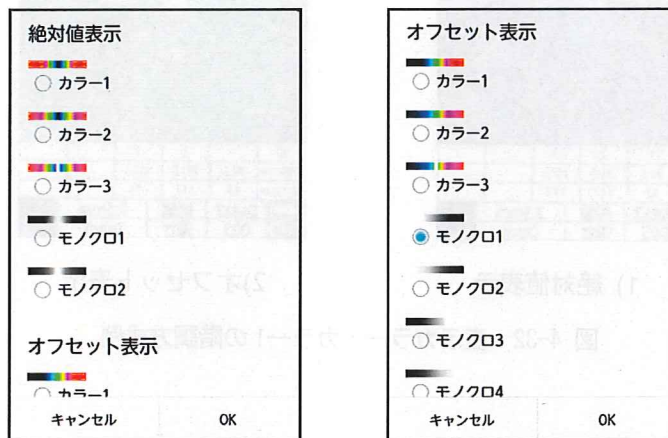 絶対値表示
カラー1
カラー2
カラー3
モノクロ1
モノクロ2
オフセット表示
カラー1
キャンセル OK
オフセット表示
カラー1
カラー2
カラー3
モノクロ1
モノクロ2
モノクロ3
モノクロ4
キャンセル OK